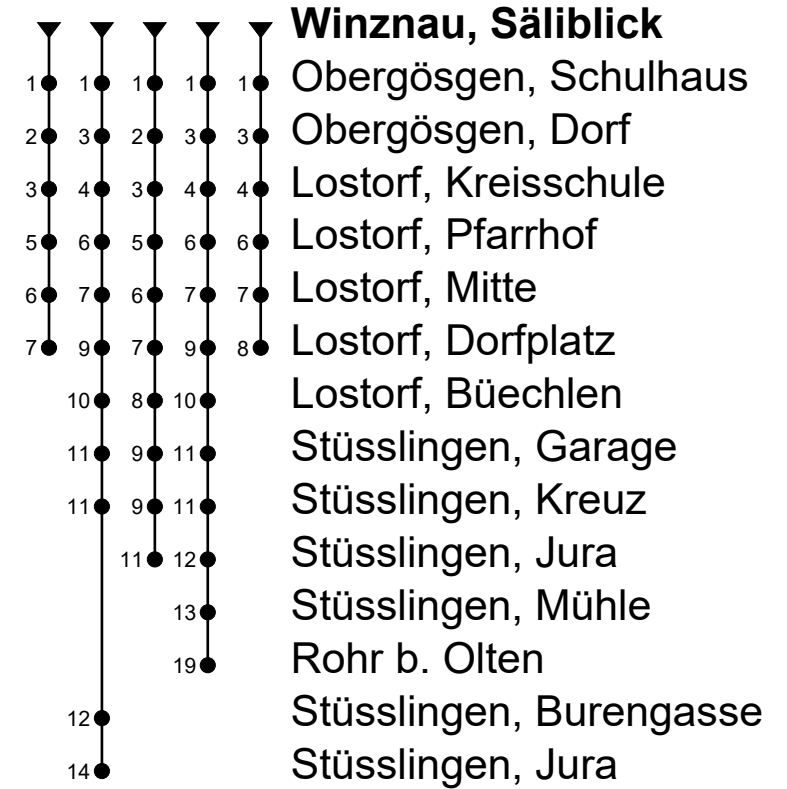 Winznau, Säliblick
1 1 1 1 1 Obergösgen, Schulhaus
2 3 2 3 3 Obergösgen, Dorf
3 4 3 4 4 Lostorf, Kreisschule
5 6 5 6 6 Lostorf, Pfarrhof
6 7 6 7 7 Lostorf, Mitte
7 9 7 9 8 Lostorf, Dorfplatz
10 8 10 Lostorf, Büechlen
11 9 11 Stüsslingen, Garage
11 9 11 Stüsslingen, Kreuz
11 12 Stüsslingen, Jura
13 Stüsslingen, Mühle
19 Rohr b. Olten
12 Stüsslingen, Burengasse
14 Stüsslingen, Jura